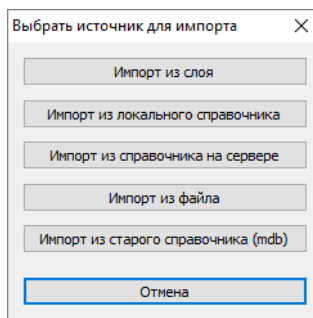 Выбрать источник для импорта
Импорт из слоя
Импорт из локального справочника
Импорт из справочника на сервере
Импорт из файла
Импорт из старого справочника (mdb)
Отмена